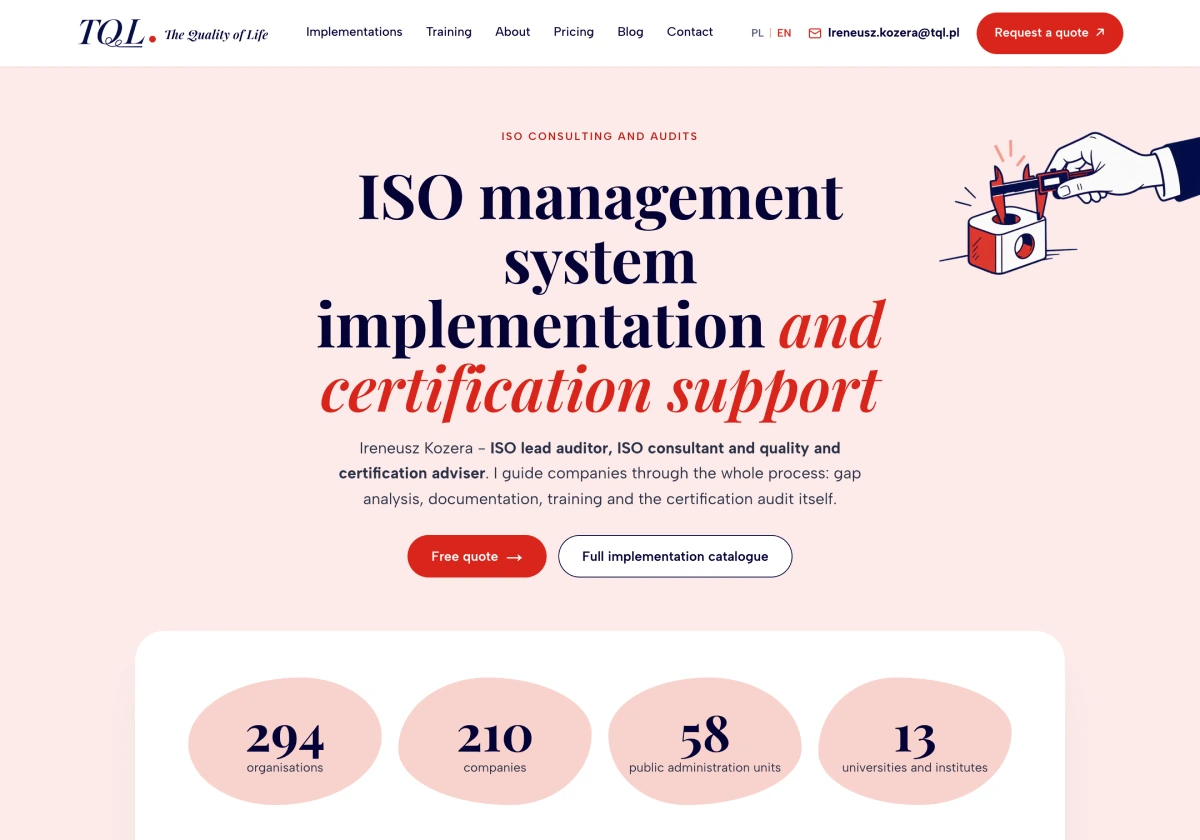 TQL. The Quality of Life
Implementations Training About Pricing Blog Contact
PL | EN
Ireneusz.kozera@tql.pl
Request a quote
ISO CONSULTING AND AUDITS
ISO management
system
implementation and
certification support
Ireneusz Kozera – ISO lead auditor, ISO consultant and quality and
certification adviser. I guide companies through the whole process: gap
analysis, documentation, training and the certification audit itself.
Free quote →
Full implementation catalogue
294
organisations
210
companies
58
public administration units
13
universities and institutes